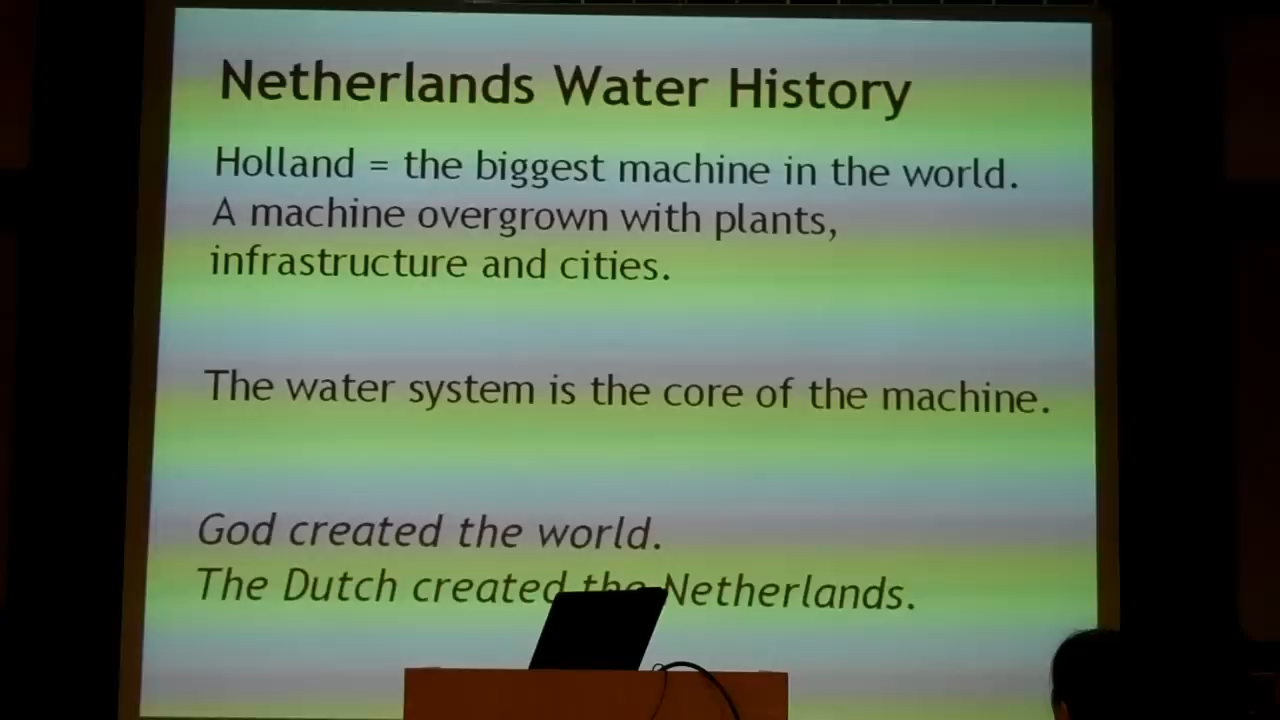 Netherlands Water History
Holland = the biggest machine in the world.
A machine overgrown with plants,
infrastructure and cities.
The water system is the core of the machine.
God created the world.
The Dutch created the Netherlands.